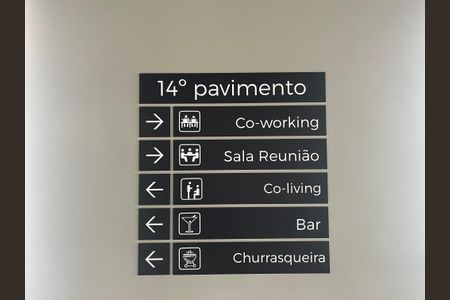 14º pavimento
→ Co-working
→ Sala Reunião
← Co-living
← Bar
← Churrasqueira